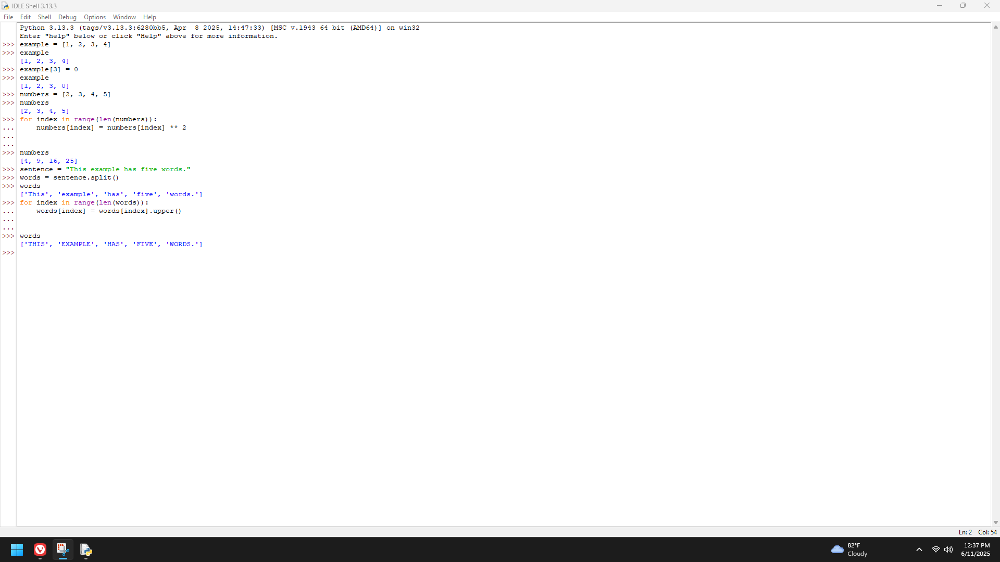 IDLE Shell 3.13.3
File Edit Shell Debug Options Window Help
Python 3.13.3 (tags/v3.13.3:6280bb5, Apr  8 2025, 14:47:33) [MSC v.1943 64 bit (AMD64)] on win32
Enter "help" below or click "Help" above for more information.
>>> example = [1, 2, 3, 4]
>>> example
[1, 2, 3, 4]
>>> example[3] = 0
>>> example
[1, 2, 3, 0]
>>> numbers = [2, 3, 4, 5]
>>> numbers
[2, 3, 4, 5]
>>> for index in range(len(numbers)):
...     numbers[index] = numbers[index] ** 2
...
...
>>> numbers
[4, 9, 16, 25]
>>> sentence = "This example has five words."
>>> words = sentence.split()
>>> words
['This', 'example', 'has', 'five', 'words.']
>>> for index in range(len(words)):
...     words[index] = words[index].upper()
...
...
>>> words
['THIS', 'EXAMPLE', 'HAS', 'FIVE', 'WORDS.']
>>>
Ln: 2 Col: 54
82°F
Cloudy
12:37 PM
6/11/2025